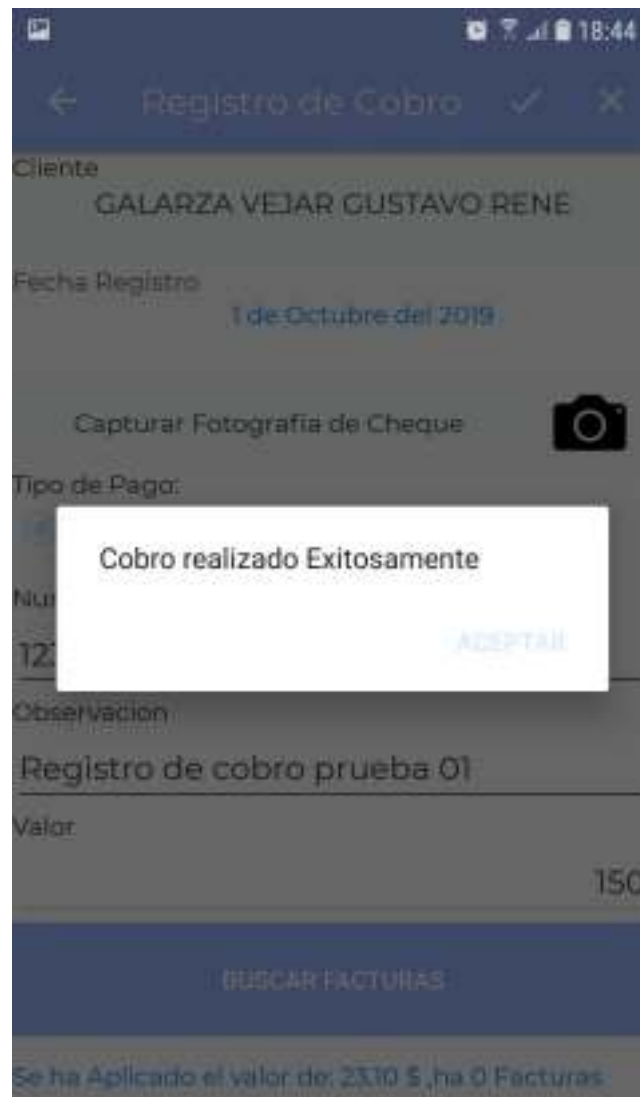 18:44
Registro de Cobro
Cliente
GALARZA VEJAR GUSTAVO RENE
Fecha Registro
1 de Octubre del 2019
Capturar Fotografia de Cheque
Tipo de Pago:
Cobro realizado Exitosamente
ACEPTAR
Observacion
Registro de cobro prueba 01
Valor
150
BUSCAR FACTURAS
Se ha Aplicado el valor de: 23.10 $ ,ha 0 Facturas